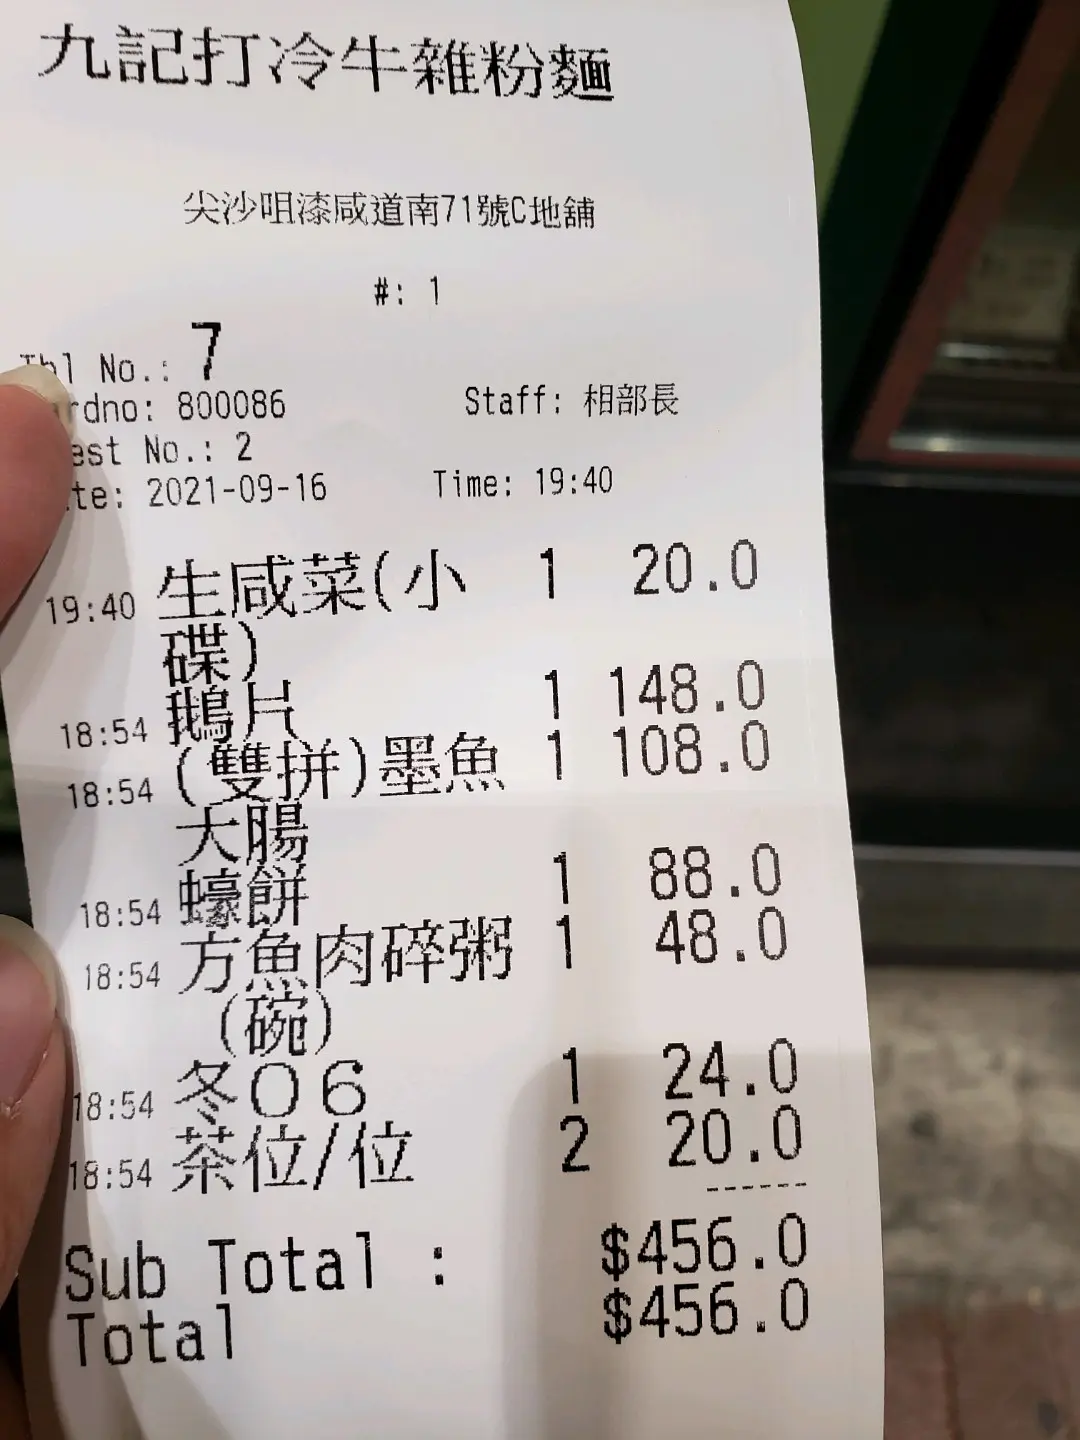 九記打冷牛雜粉麵
尖沙咀漆咸道南71號C地舖
#: 1
Tbl No.: 7
rdno: 800086 Staff: 相部長
est No.: 2
te: 2021-09-16 Time: 19:40
19:40 生咸菜(小 1 20.0
碟)
18:54 鵝片 1 148.0
18:54 (雙拼)墨魚 1 108.0
大腸
18:54 蠔餅 1 88.0
18:54 方魚肉碎粥 1 48.0
(碗)
18:54 冬06 1 24.0
18:54 茶位/位 2 20.0
------
Sub Total : $456.0
Total $456.0